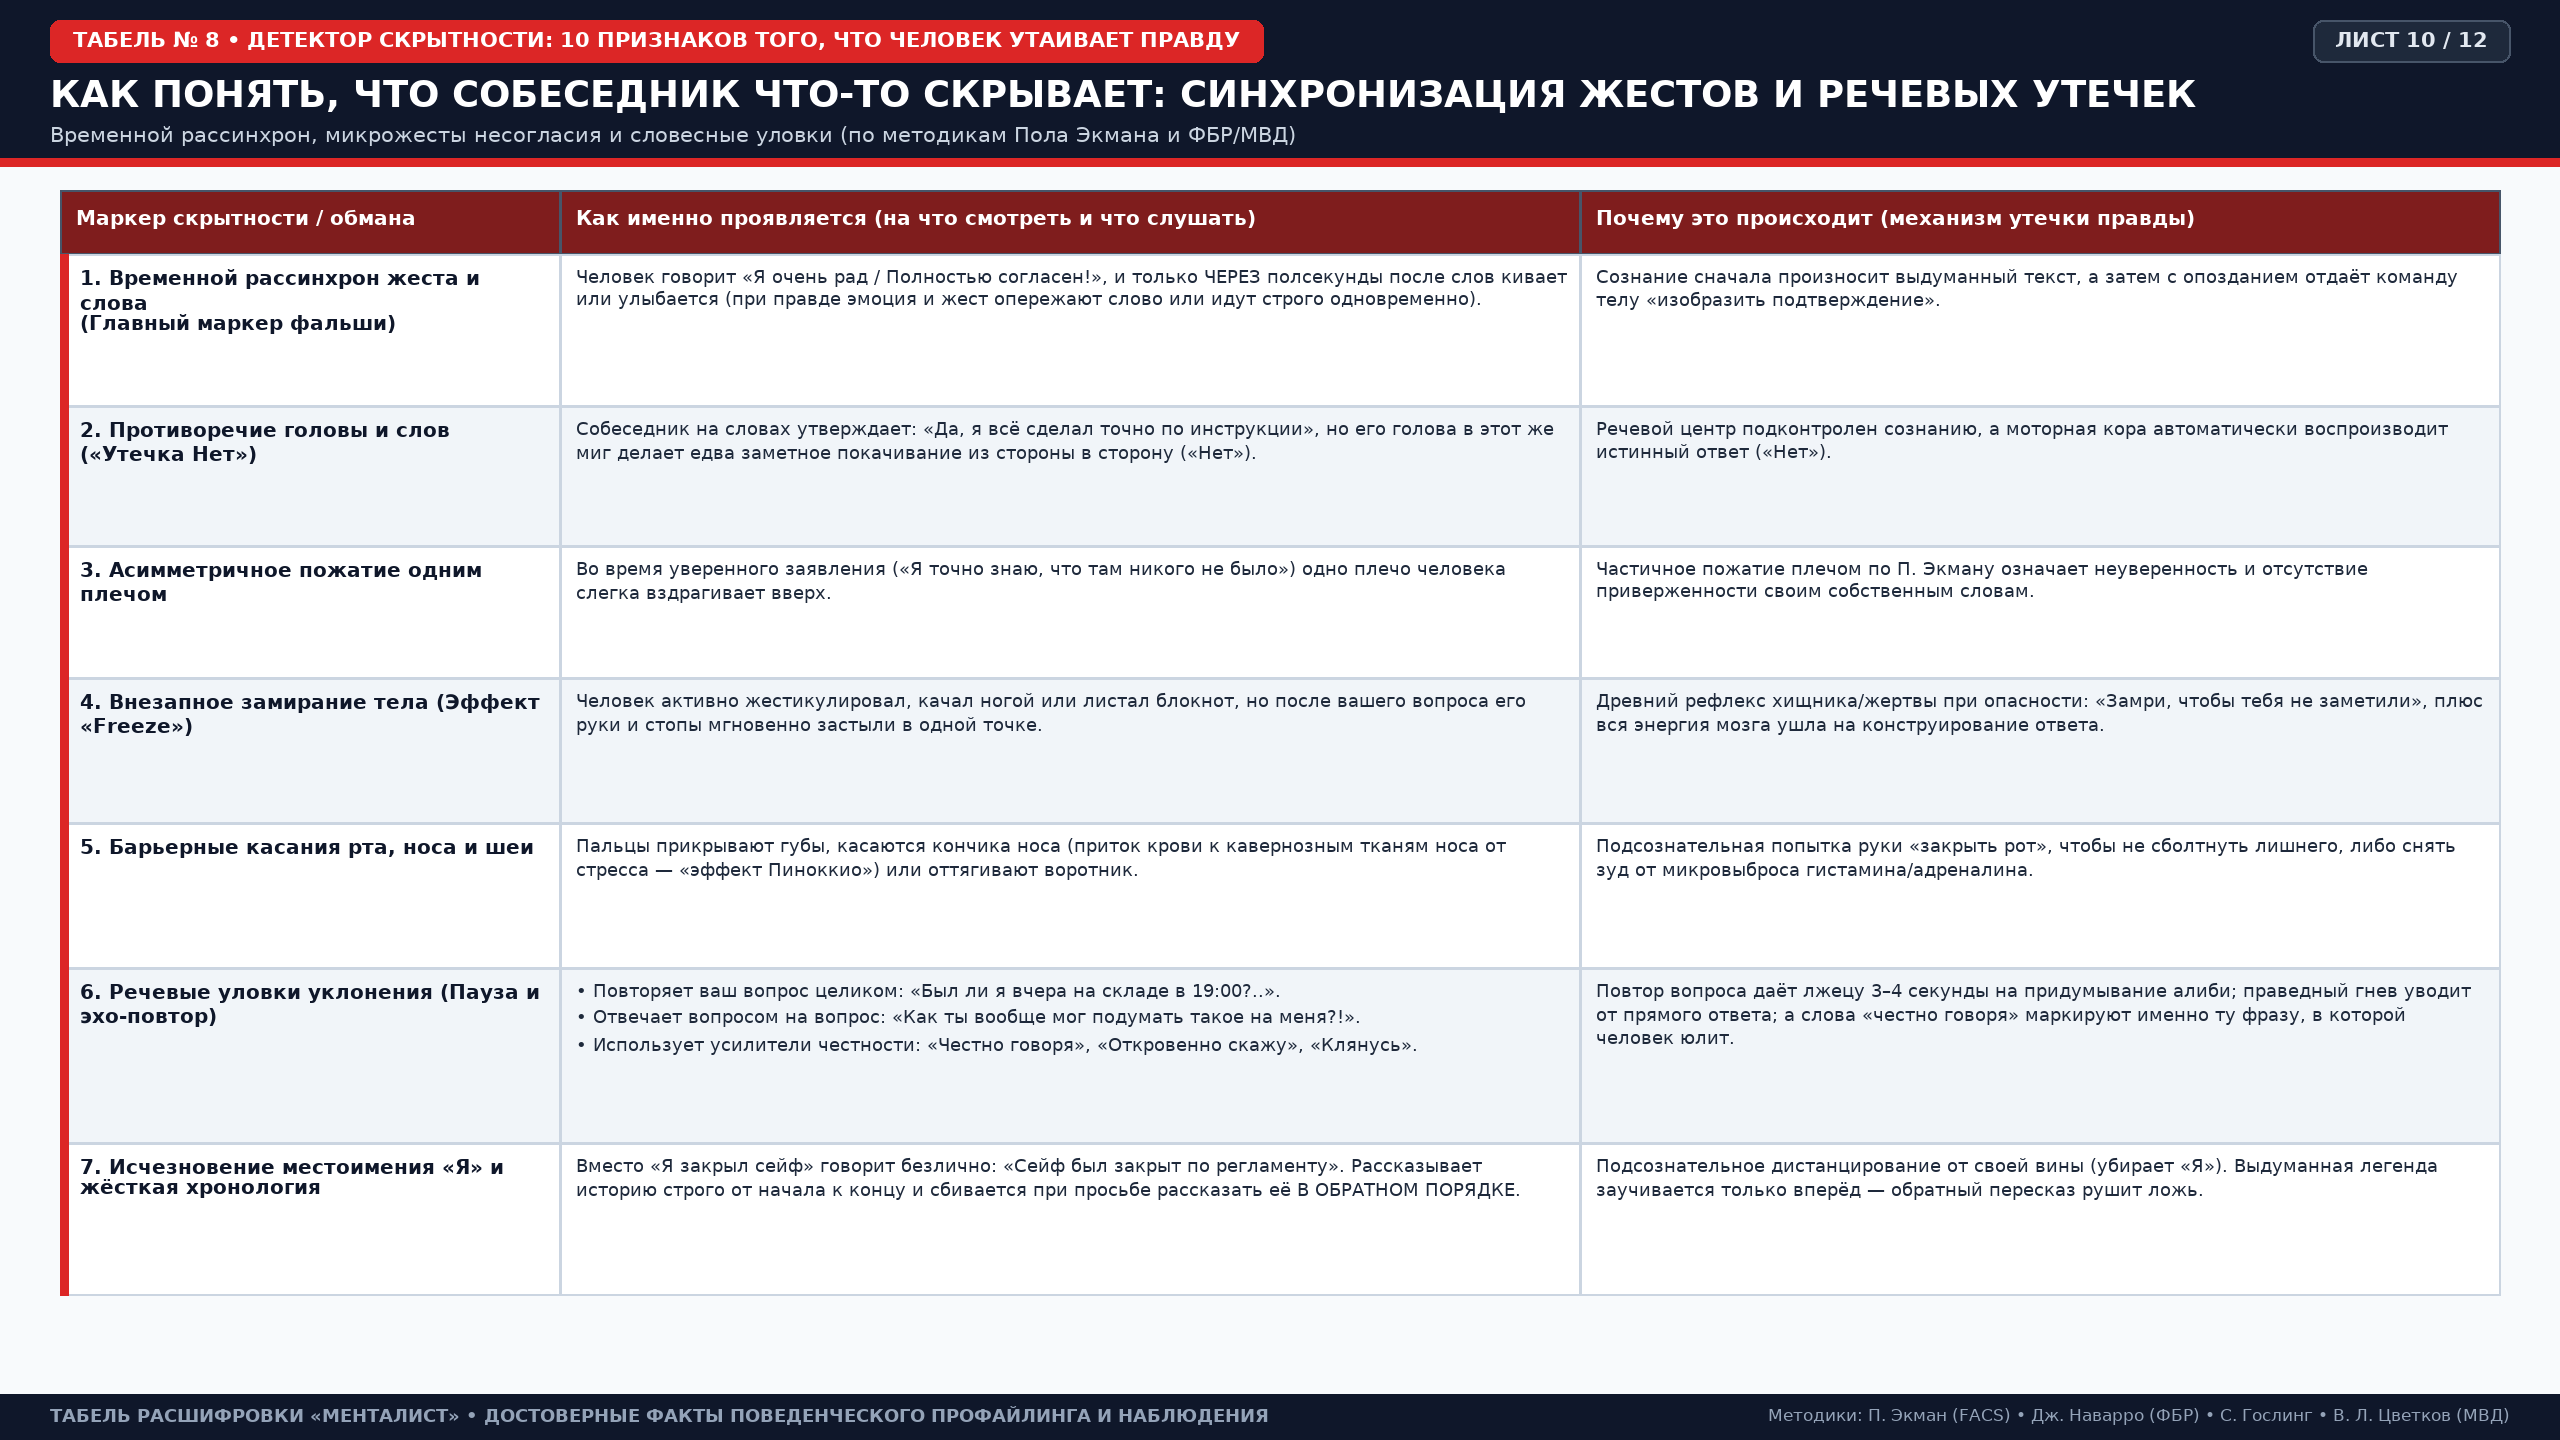 ТАБЕЛЬ № 8 • ДЕТЕКТОР СКРЫТНОСТИ: 10 ПРИЗНАКОВ ТОГО, ЧТО ЧЕЛОВЕК УТАИВАЕТ ПРАВДУ
ЛИСТ 10 / 12
КАК ПОНЯТЬ, ЧТО СОБЕСЕДНИК ЧТО-ТО СКРЫВАЕТ: СИНХРОНИЗАЦИЯ ЖЕСТОВ И РЕЧЕВЫХ УТЕЧЕК
Временной рассинхрон, микрожесты несогласия и словесные уловки (по методикам Пола Экмана и ФБР/МВД)
Маркер скрытности / обмана
Как именно проявляется (на что смотреть и что слушать)
Почему это происходит (механизм утечки правды)
1. Временной рассинхрон жеста и
слова
(Главный маркер фальши)
Человек говорит «Я очень рад / Полностью согласен!», и только ЧЕРЕЗ полсекунды после слов кивает
или улыбается (при правде эмоция и жест опережают слово или идут строго одновременно).
Сознание сначала произносит выдуманный текст, а затем с опозданием отдаёт команду
телу «изобразить подтверждение».
2. Противоречие головы и слов
(«Утечка Нет»)
Собеседник на словах утверждает: «Да, я всё сделал точно по инструкции», но его голова в этот же
миг делает едва заметное покачивание из стороны в сторону («Нет»).
Речевой центр подконтролен сознанию, а моторная кора автоматически воспроизводит
истинный ответ («Нет»).
3. Асимметричное пожатие одним
плечом
Во время уверенного заявления («Я точно знаю, что там никого не было») одно плечо человека
слегка вздрагивает вверх.
Частичное пожатие плечом по П. Экману означает неуверенность и отсутствие
приверженности своим собственным словам.
4. Внезапное замирание тела (Эффект
«Freeze»)
Человек активно жестикулировал, качал ногой или листал блокнот, но после вашего вопроса его
руки и стопы мгновенно застыли в одной точке.
Древний рефлекс хищника/жертвы при опасности: «Замри, чтобы тебя не заметили», плюс
вся энергия мозга ушла на конструирование ответа.
5. Барьерные касания рта, носа и шеи
Пальцы прикрывают губы, касаются кончика носа (приток крови к кавернозным тканям носа от
стресса — «эффект Пиноккио») или оттягивают воротник.
Подсознательная попытка руки «закрыть рот», чтобы не сболтнуть лишнего, либо снять
зуд от микровыброса гистамина/адреналина.
6. Речевые уловки уклонения (Пауза и
эхо-повтор)
• Повторяет ваш вопрос целиком: «Был ли я вчера на складе в 19:00?..».
• Отвечает вопросом на вопрос: «Как ты вообще мог подумать такое на меня?!».
• Использует усилители честности: «Честно говоря», «Откровенно скажу», «Клянусь».
Повтор вопроса даёт лжецу 3–4 секунды на придумывание алиби; праведный гнев уводит
от прямого ответа; а слова «честно говоря» маркируют именно ту фразу, в которой
человек юлит.
7. Исчезновение местоимения «Я» и
жёсткая хронология
Вместо «Я закрыл сейф» говорит безлично: «Сейф был закрыт по регламенту». Рассказывает
историю строго от начала к концу и сбивается при просьбе рассказать её В ОБРАТНОМ ПОРЯДКЕ.
Подсознательное дистанцирование от своей вины (убирает «Я»). Выдуманная легенда
заучивается только вперёд — обратный пересказ рушит ложь.
ТАБЕЛЬ РАСШИФРОВКИ «МЕНТАЛИСТ» • ДОСТОВЕРНЫЕ ФАКТЫ ПОВЕДЕНЧЕСКОГО ПРОФАЙЛИНГА И НАБЛЮДЕНИЯ
Методики: П. Экман (FACS) • Дж. Наварро (ФБР) • С. Гослинг • В. Л. Цветков (МВД)